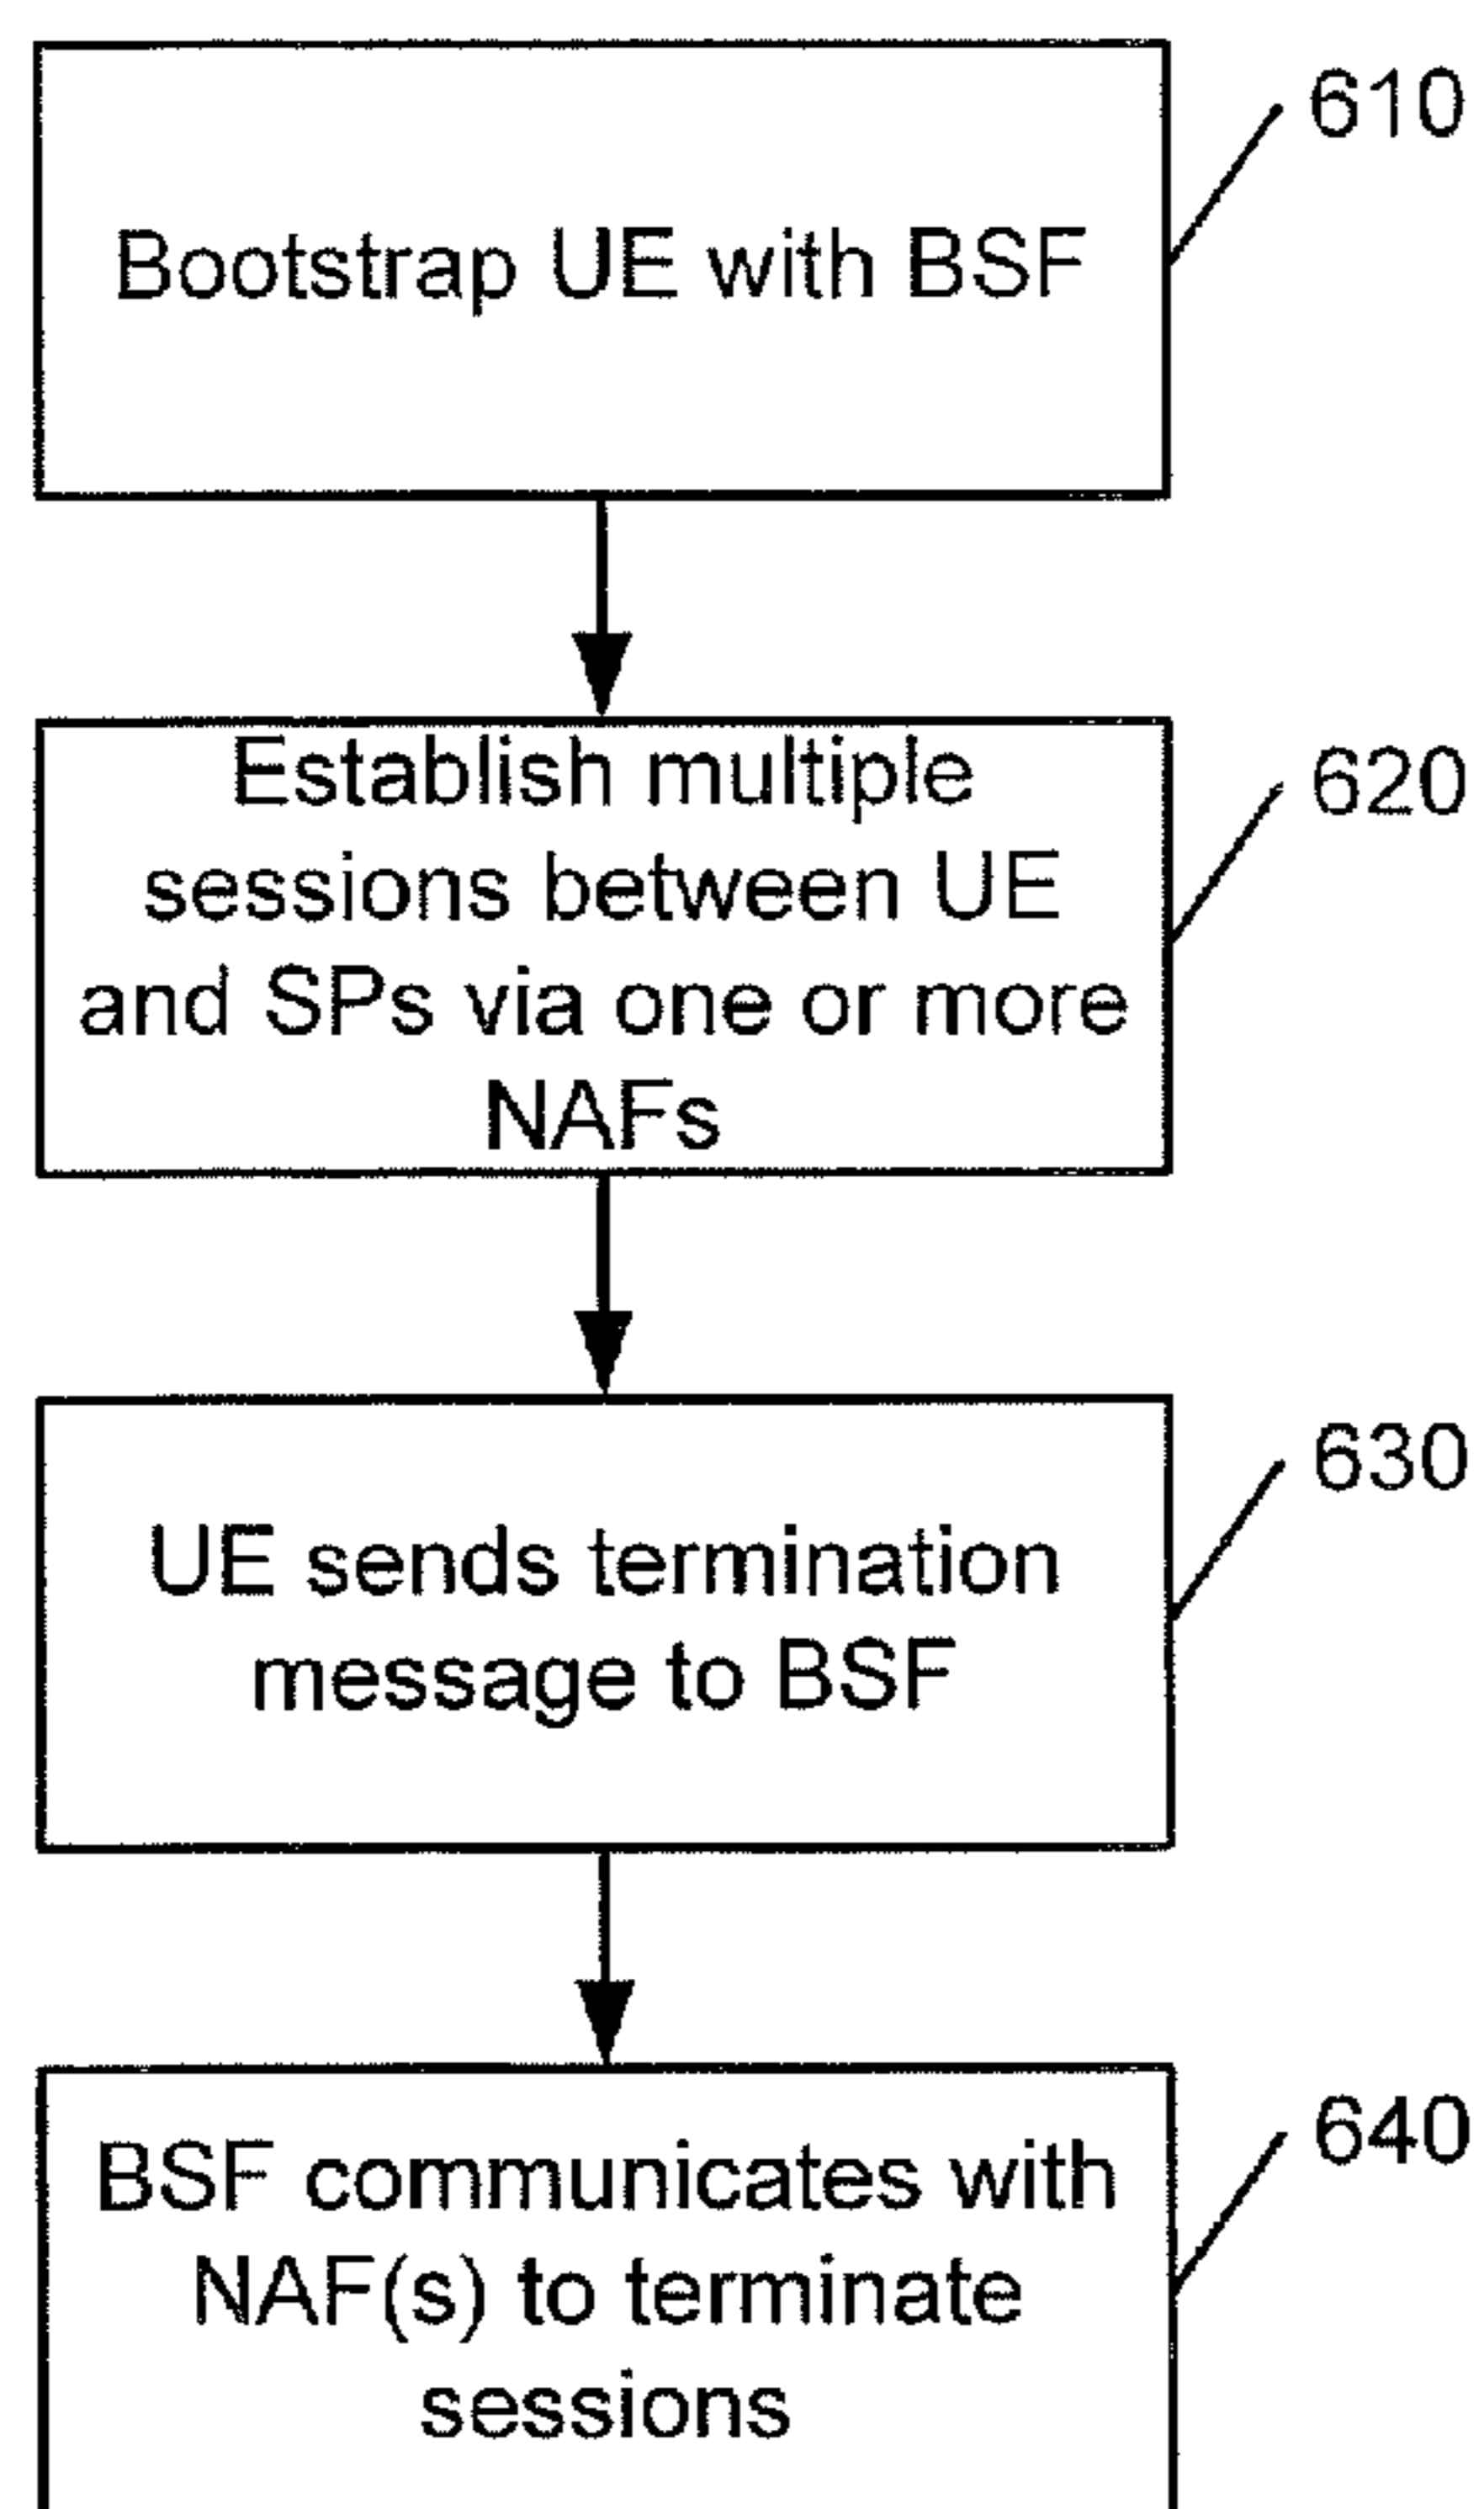 610
Bootstrap UE with BSF
620
Establish multiple
sessions between UE
and SPs via one or more
NAFs
630
UE sends termination
message to BSF
640
BSF communicates with
NAF(s) to terminate
sessions